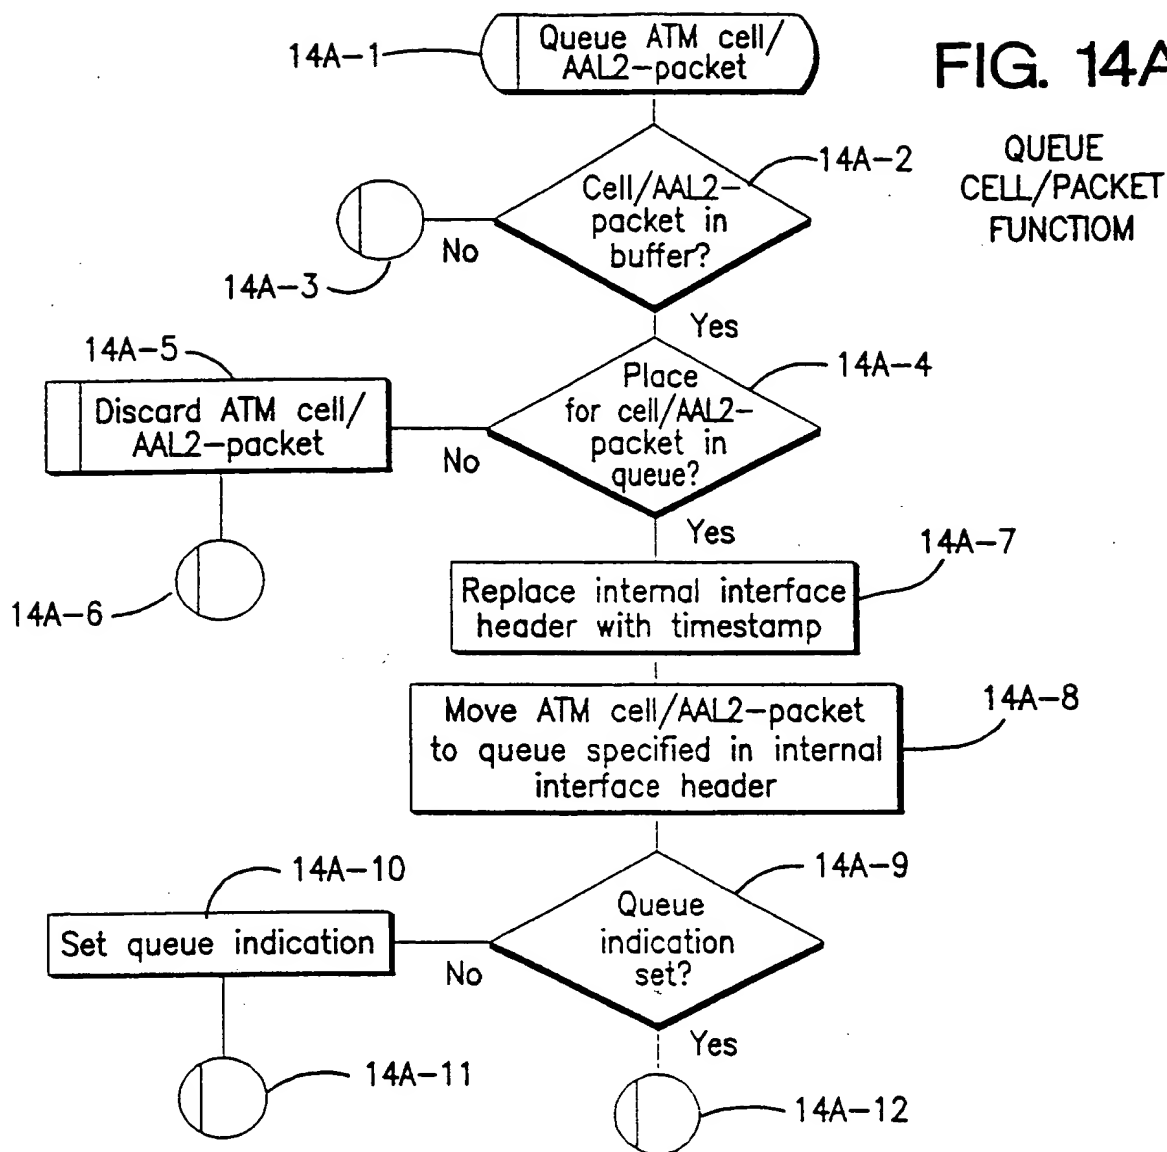 14A-1
Queue ATM cell/
AAL2-packet
FIG. 14A
QUEUE
CELL/PACKET
FUNCTIOM
14A-2
Cell/AAL2-
packet in
buffer?
No
14A-3
Yes
14A-5
14A-4
Place
for cell/AAL2-
packet in
queue?
Discard ATM cell/
AAL2-packet
No
Yes
14A-6
14A-7
Replace internal interface
header with timestamp
14A-8
Move ATM cell/AAL2-packet
to queue specified in internal
interface header
14A-10
14A-9
Queue
indication
set?
Set queue indication
No
Yes
14A-11
14A-12